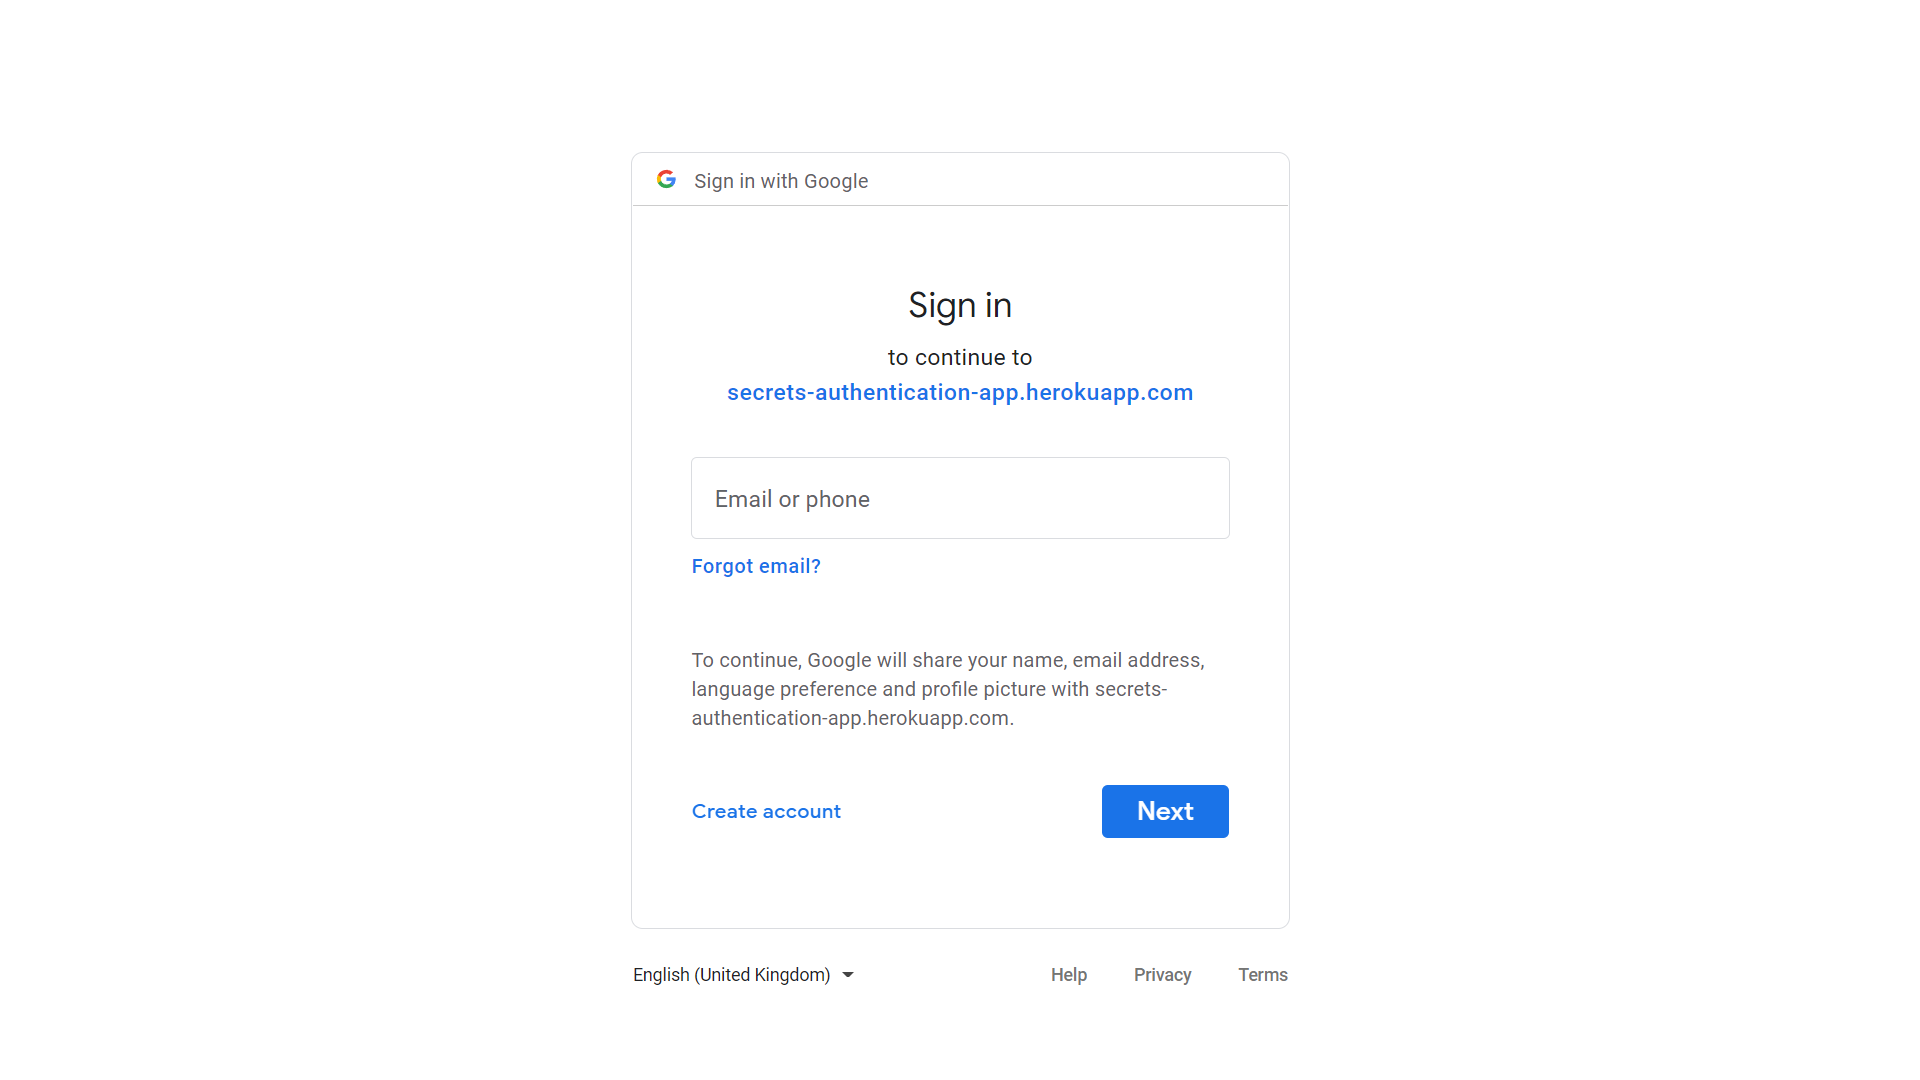 Sign in with Google
Sign in
to continue to
secrets-authentication-app.herokuapp.com
Email or phone
Forgot email?
To continue, Google will share your name, email address,
language preference and profile picture with secrets-
authentication-app.herokuapp.com.
Create account
Next
English (United Kingdom)
Help
Privacy
Terms